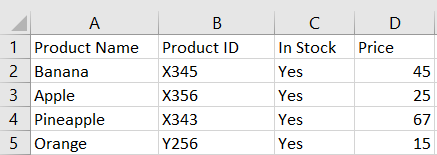 A B C D
1 Product Name Product ID In Stock Price
2 Banana X345 Yes 45
3 Apple X356 Yes 25
4 Pineapple X343 Yes 67
5 Orange Y256 Yes 15